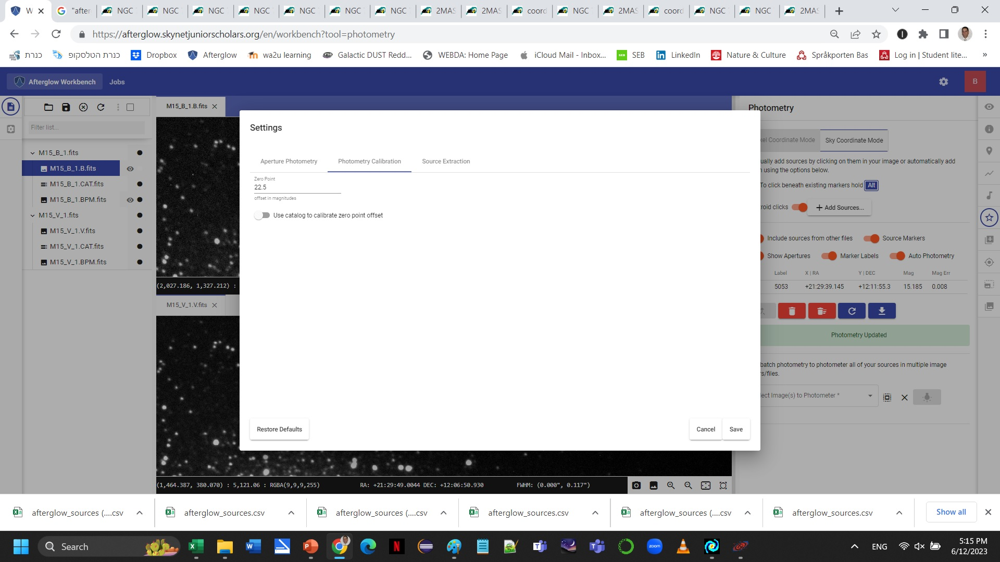 W
"after
NGC
NGC
NGC
NGC
NGC
NGC
NGC
2MAS
2MAS
coord
NGC
2MAS
coord
NGC
NGC
2MAS
https://afterglow.skynetjuniorscholars.org/en/workbench?tool=photometry
כנרת
כנרת הטלסקופ
Dropbox
Afterglow
wa2u learning
Galactic DUST Redd...
WEBDA: Home Page
iCloud Mail - Inbox...
SEB
LinkedIn
Nature & Culture
Språkporten Bas
Log in | Student lite...
»
Afterglow Workbench
Jobs
B
Filter list...
M15_B_1.fits
M15_B_1.B.fits
M15_B_1.CAT.fits
M15_B_1.BPM.fits
M15_V_1.fits
M15_V_1.V.fits
M15_V_1.CAT.fits
M15_V_1.BPM.fits
M15_B_1.B.fits
(2,027.186, 1,327.212) :
M15_V_1.V.fits
(1,464.387, 380.070) : 5,121.06 : RGBA(9,9,9,255)
RA: +21:29:49.0044 DEC: +12:06:50.930
FWHM: (0.000", 0.117")
Settings
Aperture Photometry
Photometry Calibration
Source Extraction
Zero Point
22.5
offset in magnitudes
Use catalog to calibrate zero point offset
Restore Defaults
Cancel
Save
Photometry
xel Coordinate Mode
Sky Coordinate Mode
ually add sources by clicking on them in your image or automatically add
using the options below.
To click beneath existing markers hold Alt
roid clicks
+ Add Sources...
Include sources from other files
Source Markers
Show Apertures
Marker Labels
Auto Photometry
Label X | RA Y | DEC Mag Mag Err
5053 +21:29:39.145 +12:11:55.3 15.185 0.008
Photometry Updated
batch photometry to photometer all of your sources in multiple image
rs/files.
lect Image(s) to Photometer *
afterglow_sources (....csv
afterglow_sources.csv
afterglow_sources (....csv
afterglow_sources.csv
afterglow_sources (....csv
afterglow_sources.csv
Show all
Search
zoom
ENG
5:15 PM
6/12/2023